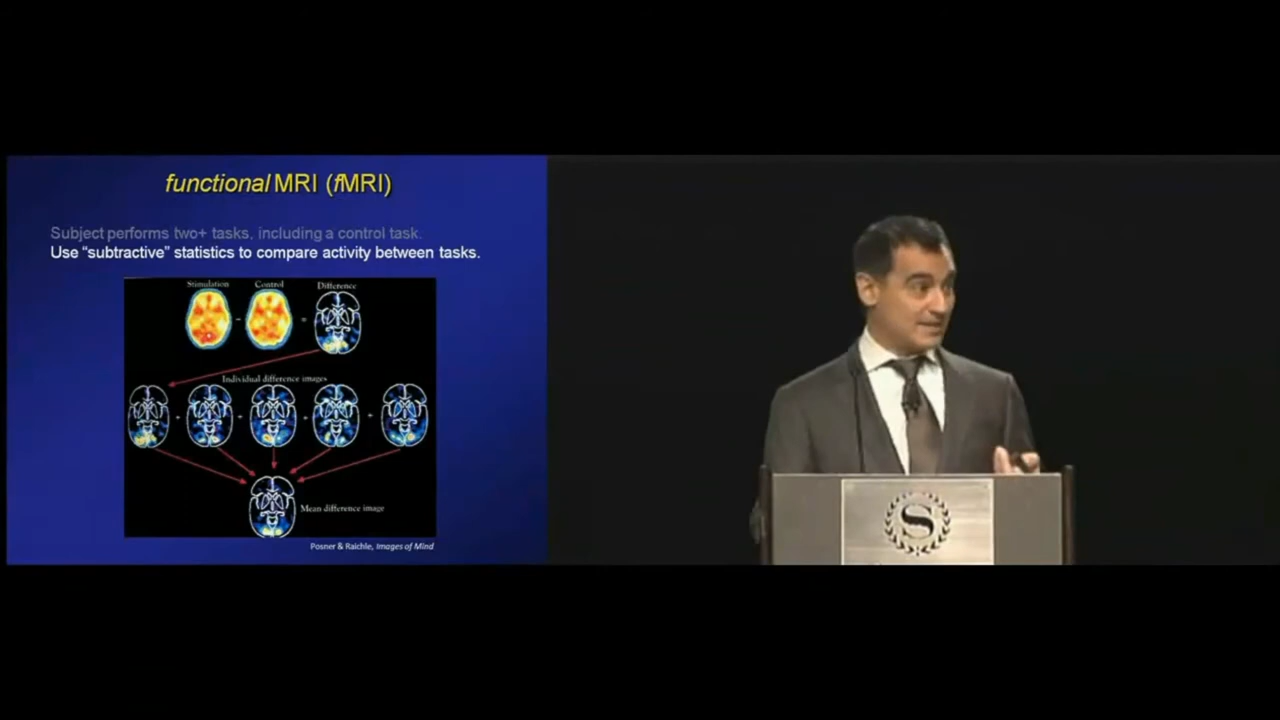 functional MRI (fMRI)
Subject performs two+ tasks, including a control task.
Use “subtractive” statistics to compare activity between tasks.
Stimulation Control Difference
Individual difference images
Mean difference image
Posner & Raichle, Images of Mind
S